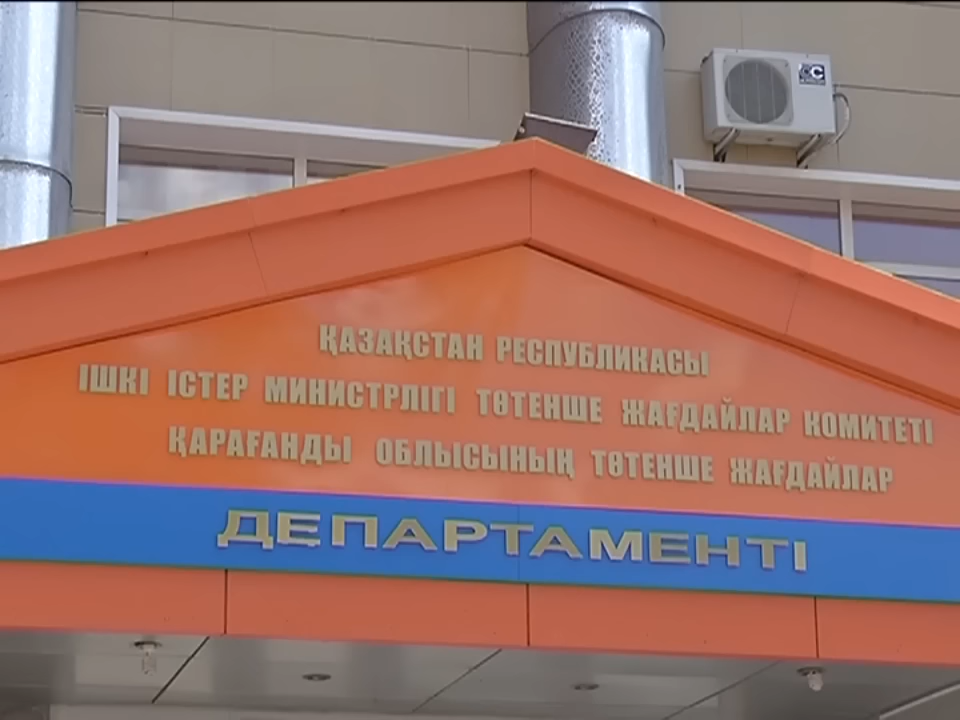 ҚАЗАҚСТАН РЕСПУБЛИКАСЫ
ІШКІ ІСТЕР МИНИСТРЛІГІ ТӨТЕНШЕ ЖАҒДАЙЛАР КОМИТЕТІ
ҚАРАҒАНДЫ ОБЛЫСЫНЫҢ ТӨТЕНШЕ ЖАҒДАЙЛАР
ДЕПАРТАМЕНТІ